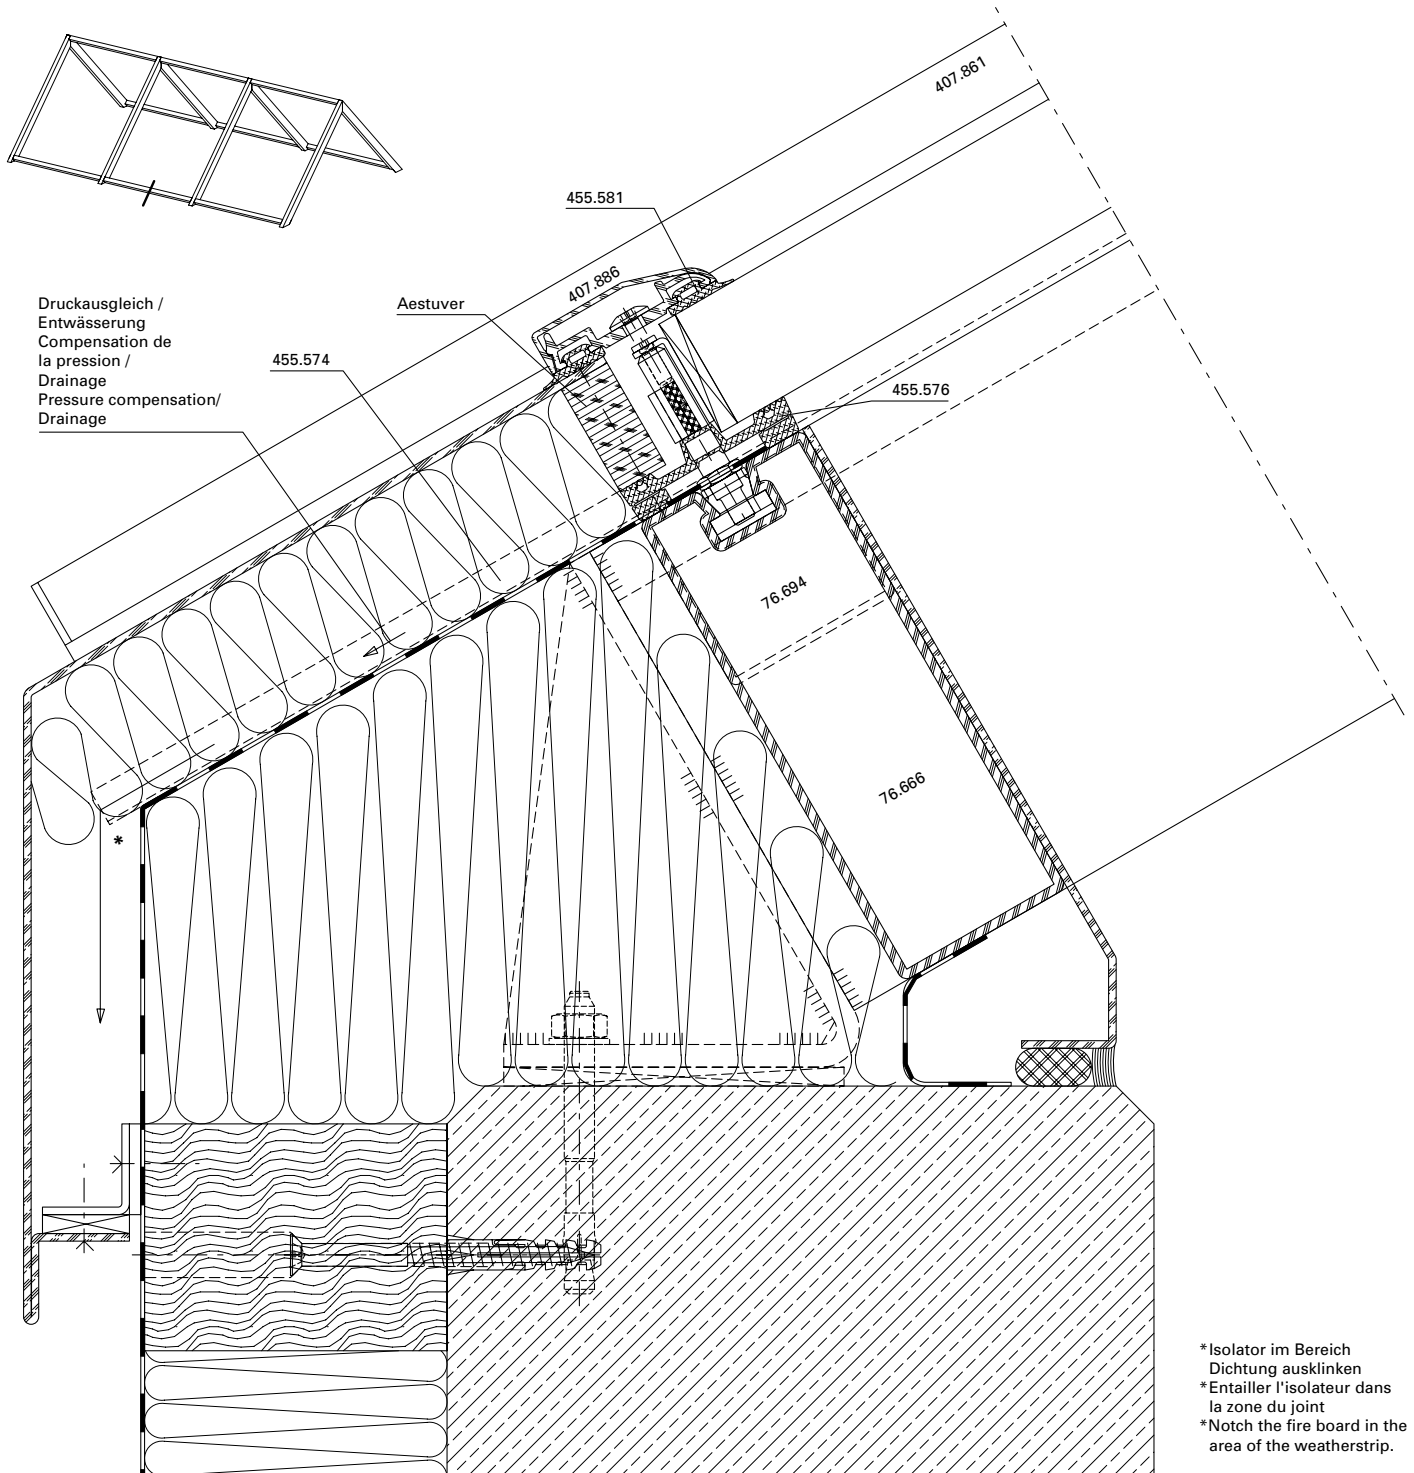 407.861
455.581
407.886
Druckausgleich /
Entwässerung
Compensation de
la pression /
Drainage
Pressure compensation/
Drainage
Aestuver
455.574
455.576
76.694
76.666
*
*Isolator im Bereich
Dichtung ausklinken
*Entailler l'isolateur dans
la zone du joint
*Notch the fire board in the
area of the weatherstrip.